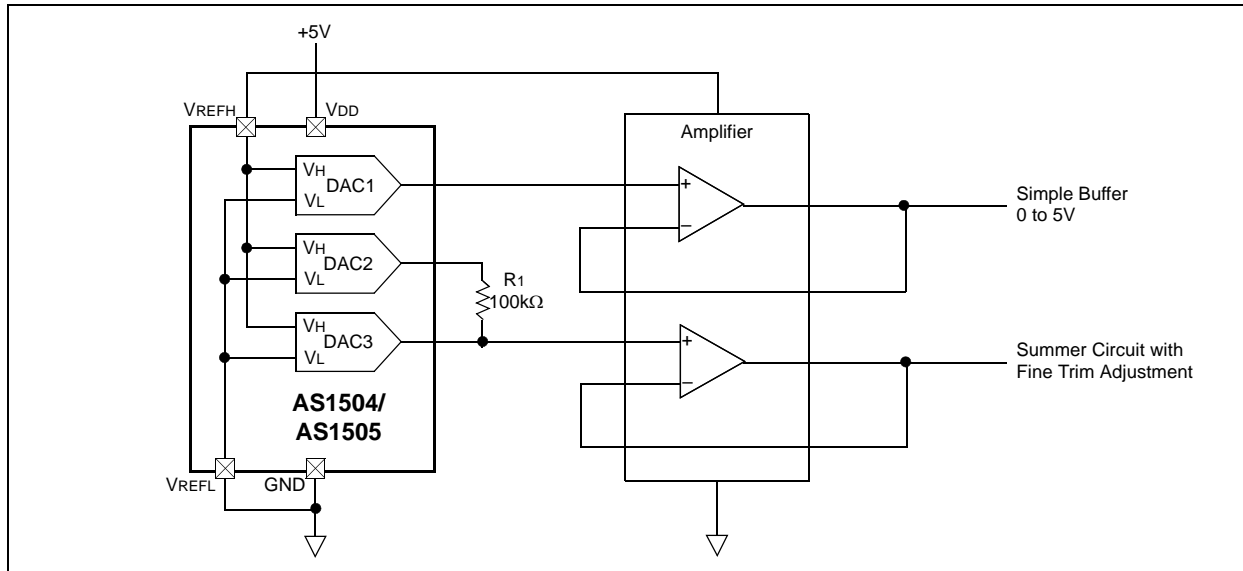 +5V
VREFH
VDD
Amplifier
VH
DAC1
VL
+
–
Simple Buffer
0 to 5V
VH
DAC2
VL
R1
100kΩ
VH
DAC3
VL
+
–
Summer Circuit with
Fine Trim Adjustment
AS1504/
AS1505
VREFL
GND